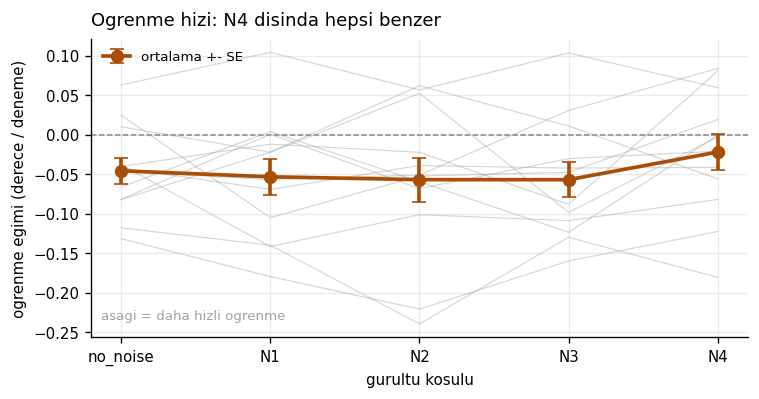 Ogrenme hizi: N4 disinda hepsi benzer
ortalama +- SE
0.10
0.05
0.00
−0.05
−0.10
−0.15
−0.20
−0.25
ogrenme egimi (derece / deneme)
asagi = daha hizli ogrenme
no_noise N1 N2 N3 N4
gurultu kosulu